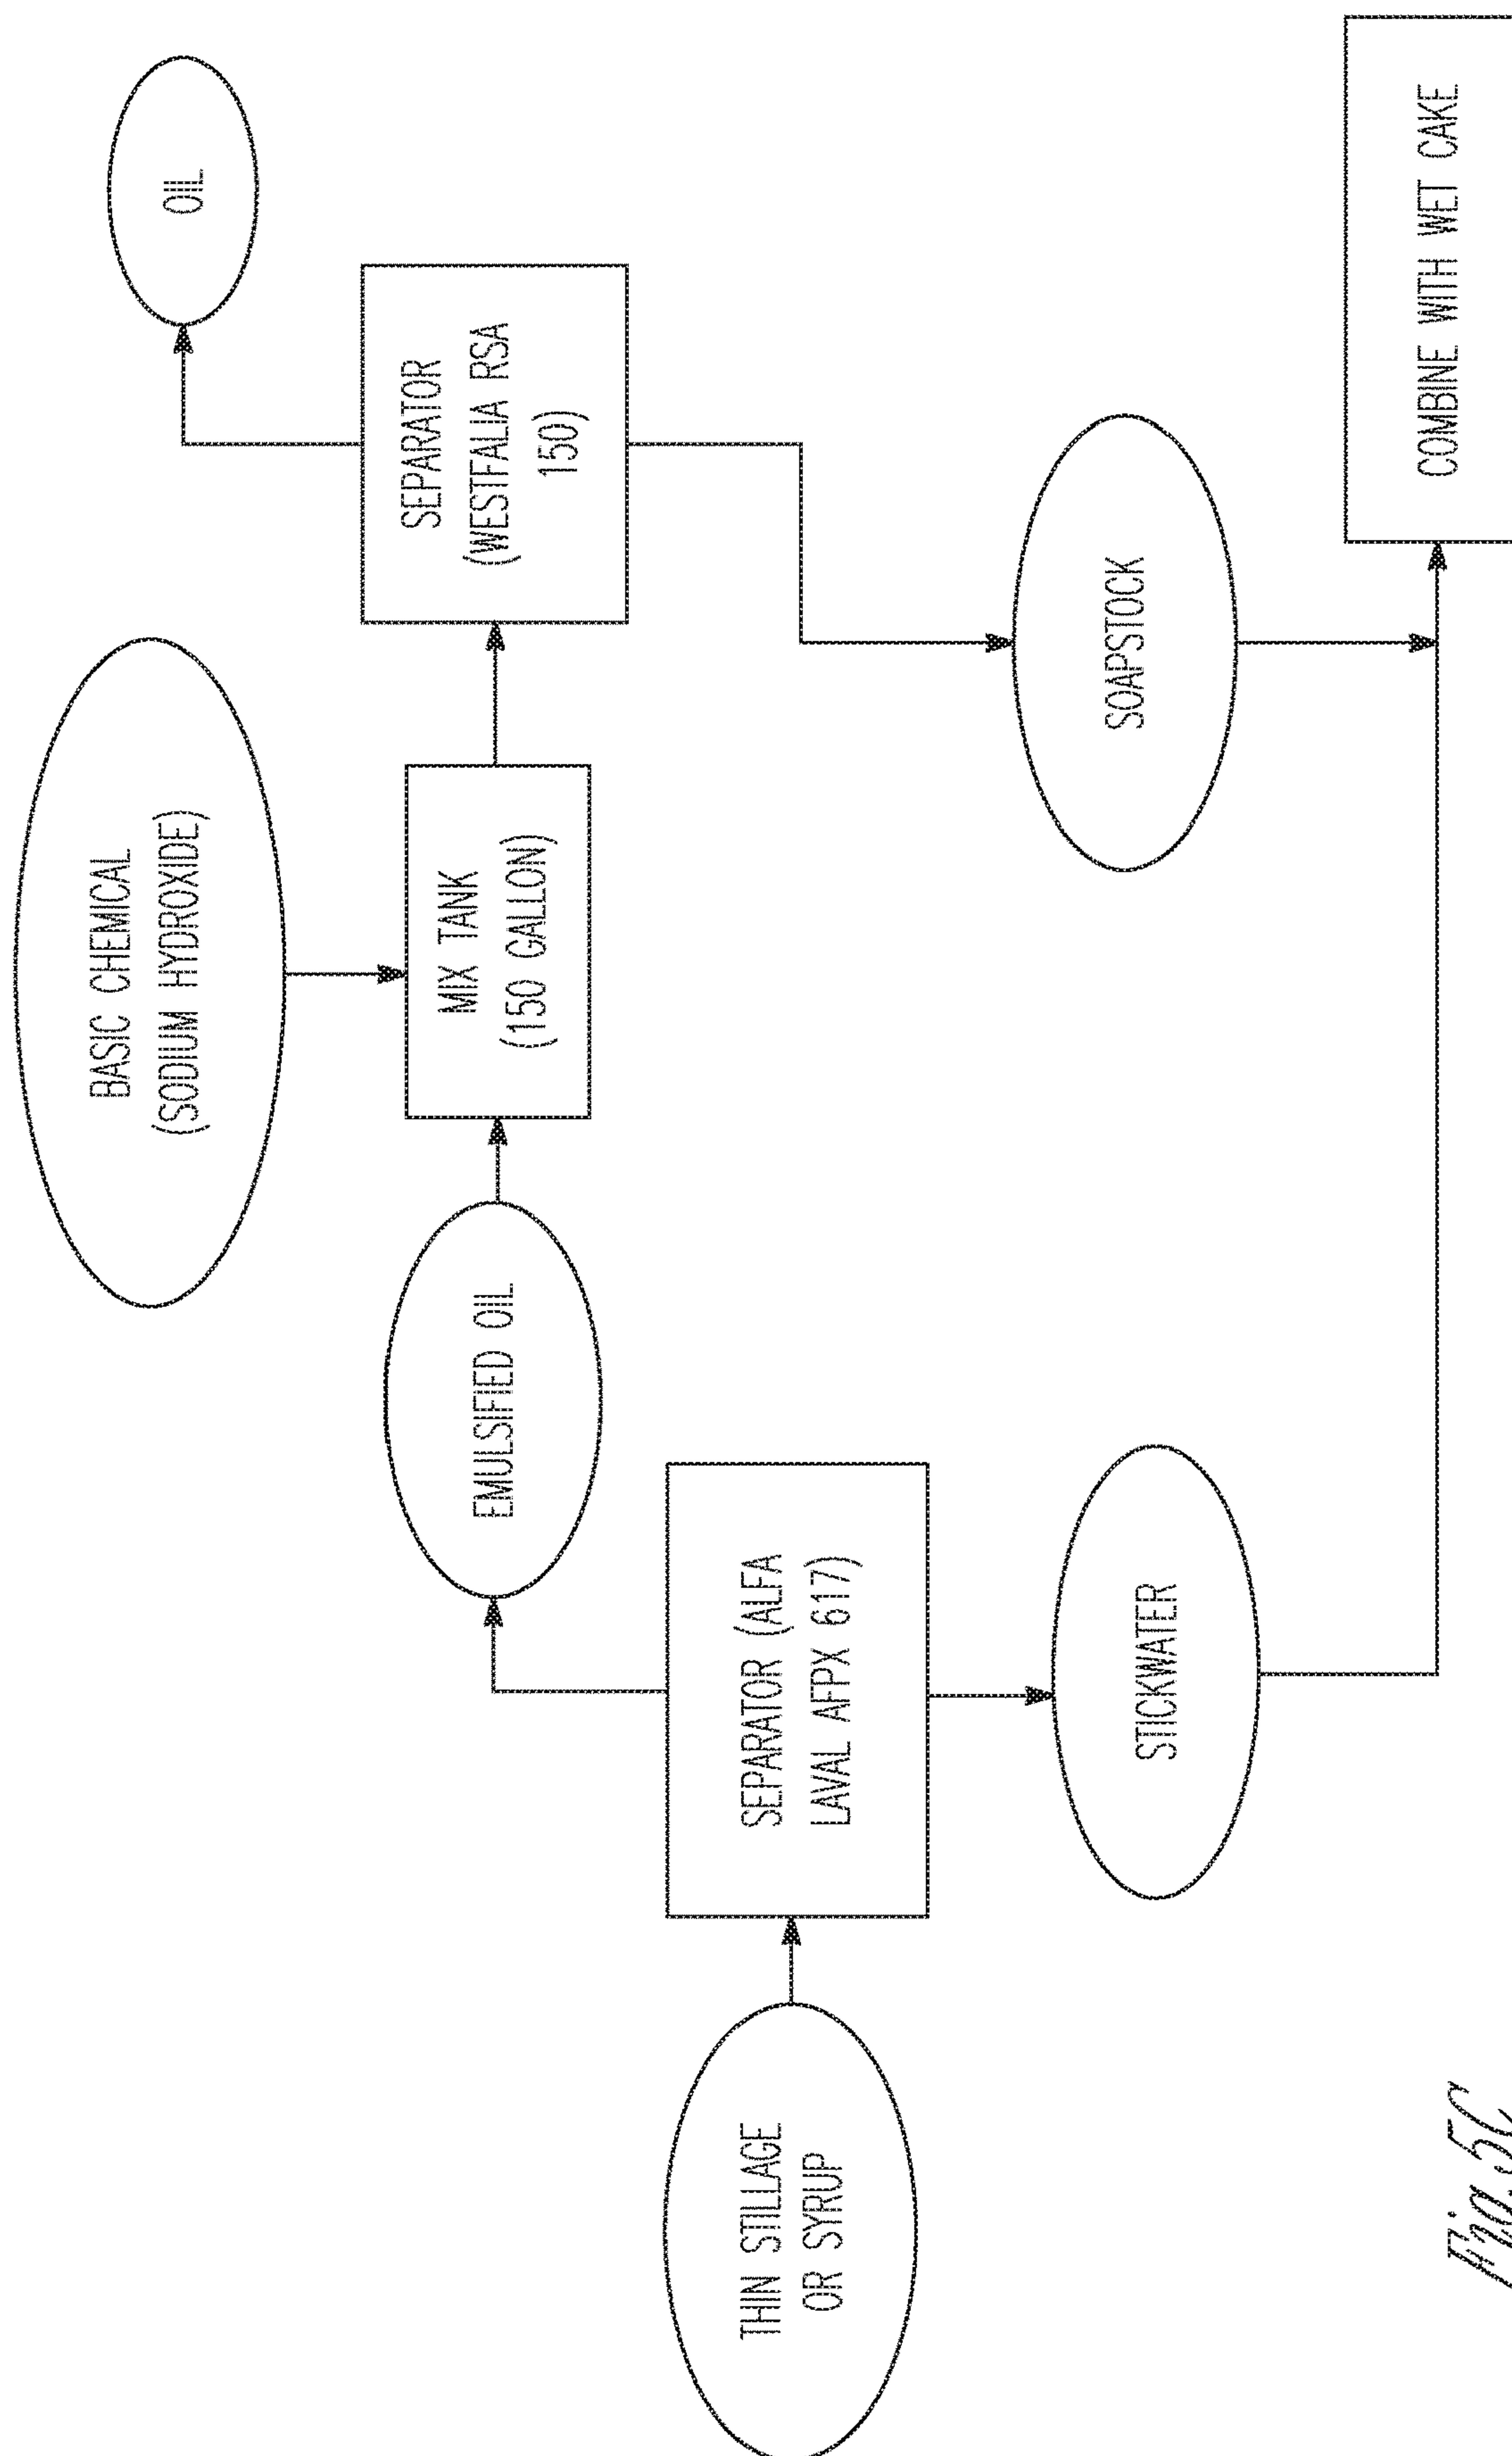 THIN STILLAGE
OR SYRUP
SEPARATOR (ALFA
LAVAL AFPX 617)
STICKWATER
EMULSIFIED OIL
BASIC CHEMICAL
(SODIUM HYDROXIDE)
MIX TANK
(150 GALLON)
SEPARATOR
(WESTFALIA RSA
150)
OIL
SOAPSTOCK
COMBINE WITH WET CAKE
Fig.5C